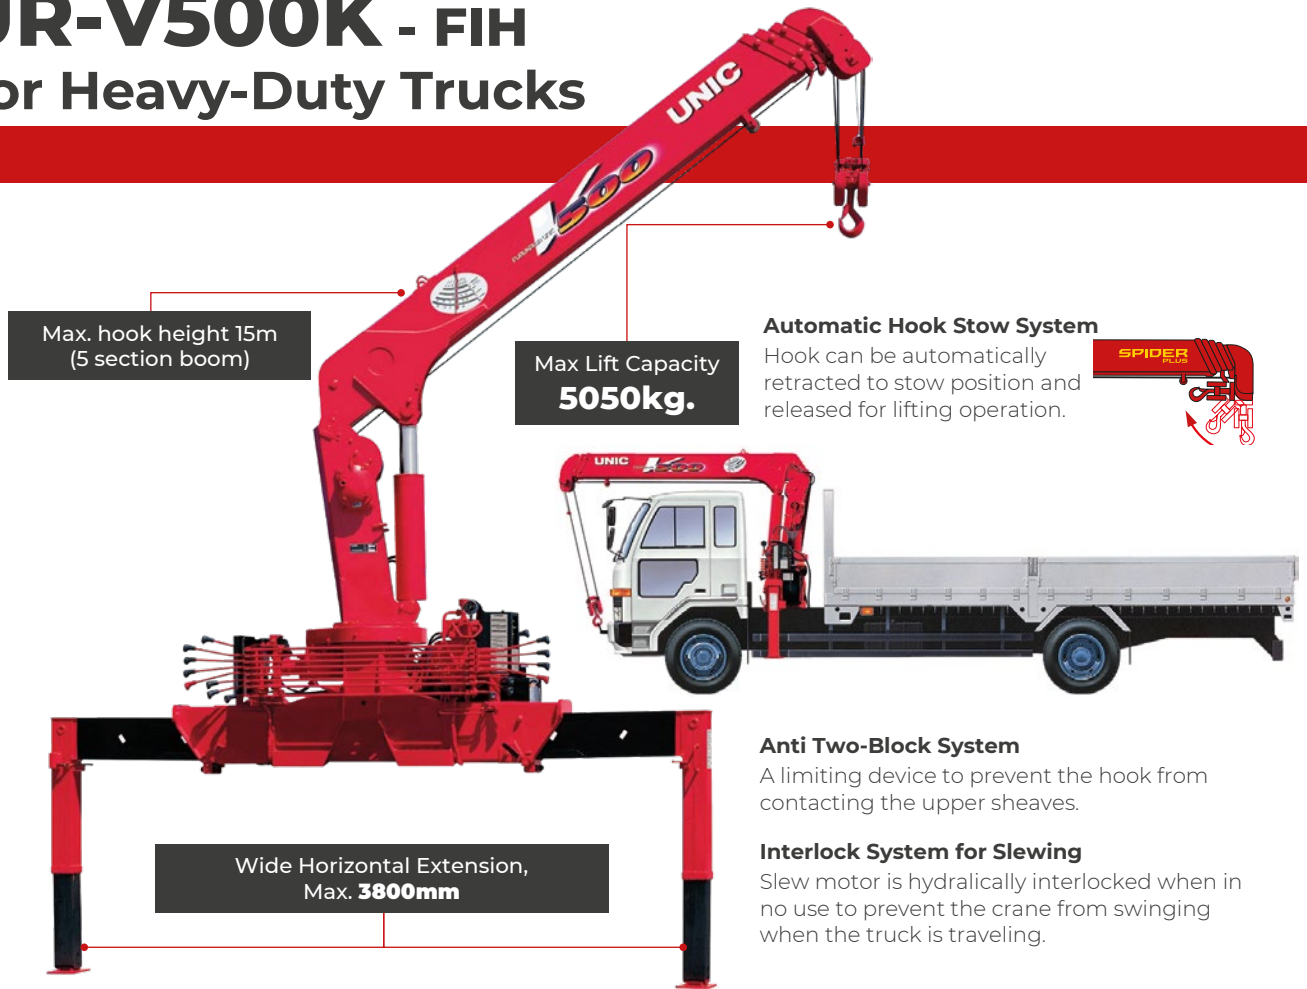 UR-V500K - FIH
or Heavy-Duty Trucks
UNIC
V500
Max. hook height 15m
(5 section boom)
Max Lift Capacity
5050kg.
Automatic Hook Stow System
Hook can be automatically
retracted to stow position and
released for lifting operation.
SPIDER
PLUS
UNIC V500
Anti Two-Block System
A limiting device to prevent the hook from
contacting the upper sheaves.
Interlock System for Slewing
Slew motor is hydralically interlocked when in
no use to prevent the crane from swinging
when the truck is traveling.
Wide Horizontal Extension,
Max. 3800mm